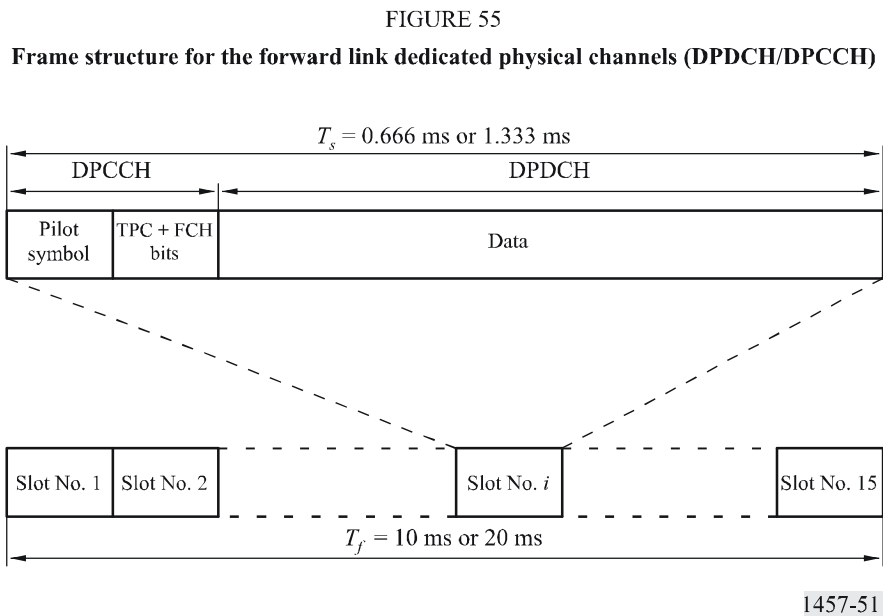 FIGURE 55
Frame structure for the forward link dedicated physical channels (DPDCH/DPCCH)
Ts = 0.666 ms or 1.333 ms
DPCCH
DPDCH
Pilot
symbol
TPC + FCH
bits
Data
Slot No. 1
Slot No. 2
Slot No. i
Slot No. 15
Tf = 10 ms or 20 ms
1457-51